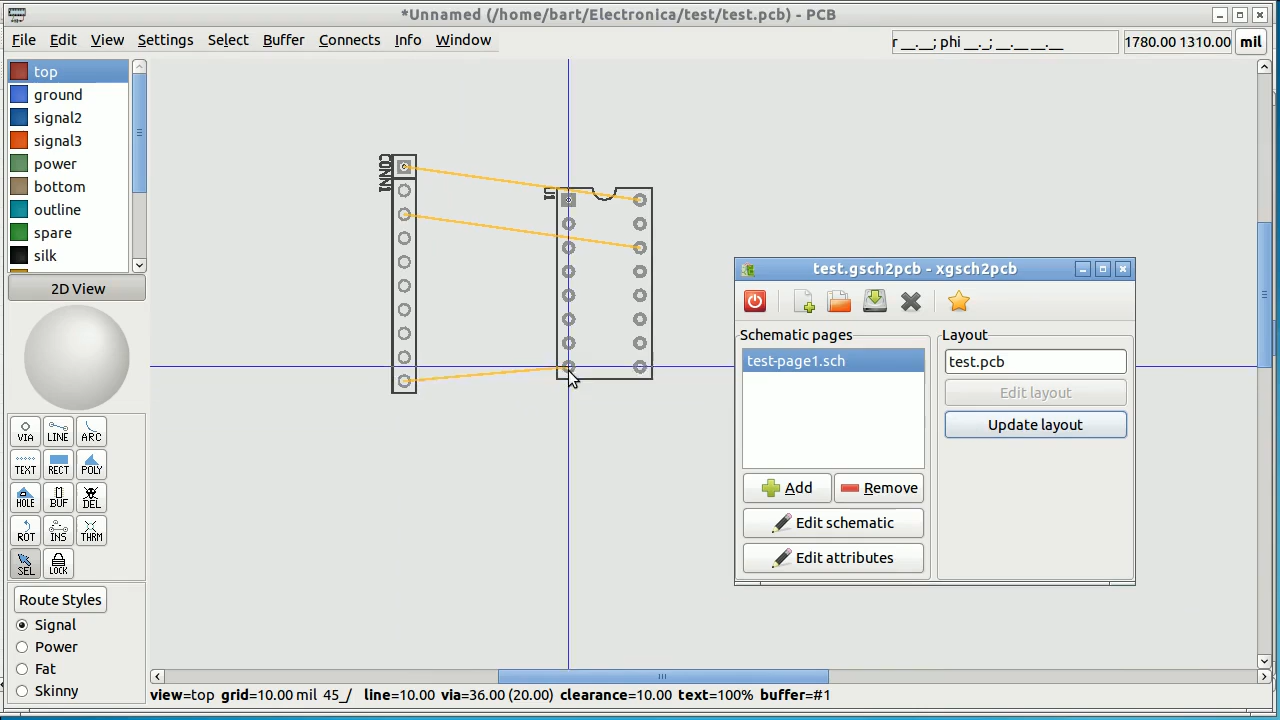 *Unnamed (/home/bart/Electronica/test/test.pcb) - PCB
File Edit View Settings Select Buffer Connects Info Window
r __.__; phi __._; __.__ __.__
1780.00 1310.00
mil
top
ground
signal2
signal3
power
bottom
outline
spare
silk
2D View
VIA LINE ARC
TEXT RECT POLY
HOLE BUF DEL
ROT INS THRM
SEL LOCK
Route Styles
Signal
Power
Fat
Skinny
CONN1
U1
test.gsch2pcb - xgsch2pcb
Schematic pages
test-page1.sch
Add
Remove
Edit schematic
Edit attributes
Layout
test.pcb
Edit layout
Update layout
view=top grid=10.00 mil 45_/ line=10.00 via=36.00 (20.00) clearance=10.00 text=100% buffer=#1